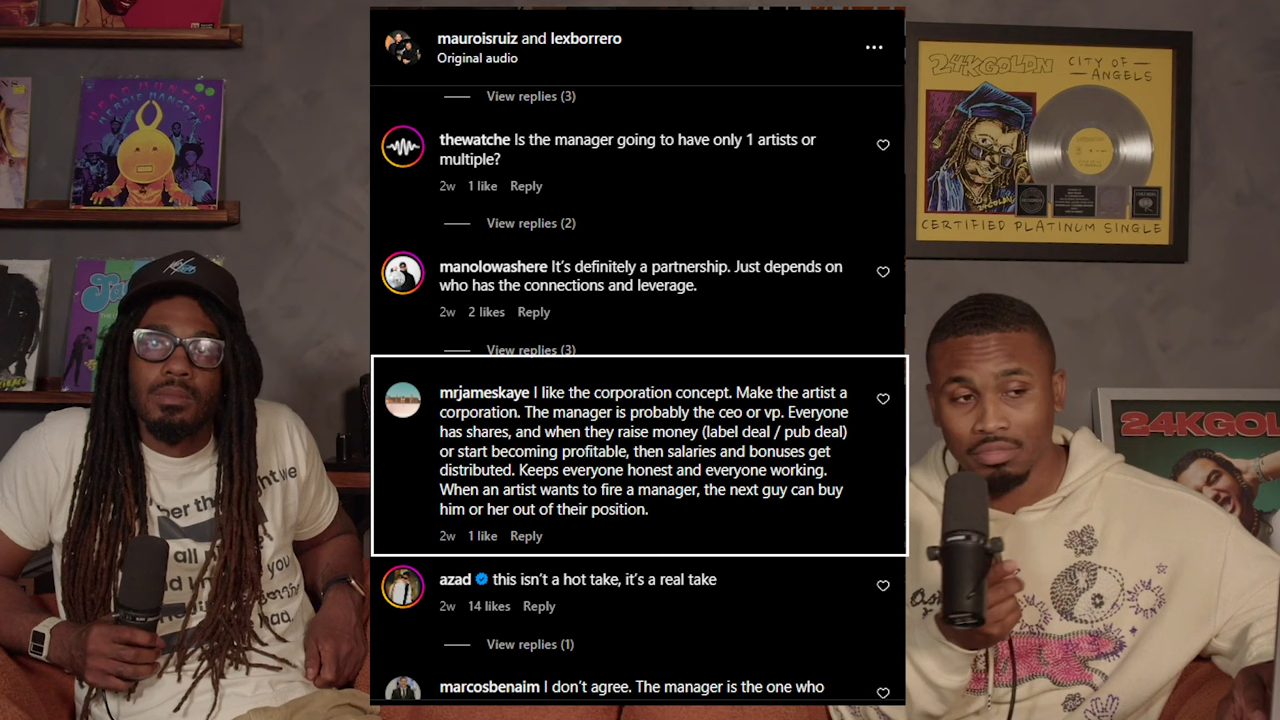 mauroisruiz and lexborrero
Original audio
View replies (3)
thewatche Is the manager going to have only 1 artists or
multiple?
2w 1 like Reply
View replies (2)
manolowashere It's definitely a partnership. Just depends on
who has the connections and leverage.
2w 2 likes Reply
View replies (3)
mrjameskaye I like the corporation concept. Make the artist a
corporation. The manager is probably the ceo or vp. Everyone
has shares, and when they raise money (label deal / pub deal)
or start becoming profitable, then salaries and bonuses get
distributed. Keeps everyone honest and everyone working.
When an artist wants to fire a manager, the next guy can buy
him or her out of their position.
2w 1 like Reply
azad this isn't a hot take, it's a real take
2w 14 likes Reply
View replies (1)
marcosbenaim I don't agree. The manager is the one who
HEAD HUNTERS
HERBIE HANCOCK
24KGOLDN
CITY OF
ANGELS
CERTIFIED PLATINUM SINGLE
24KGOL